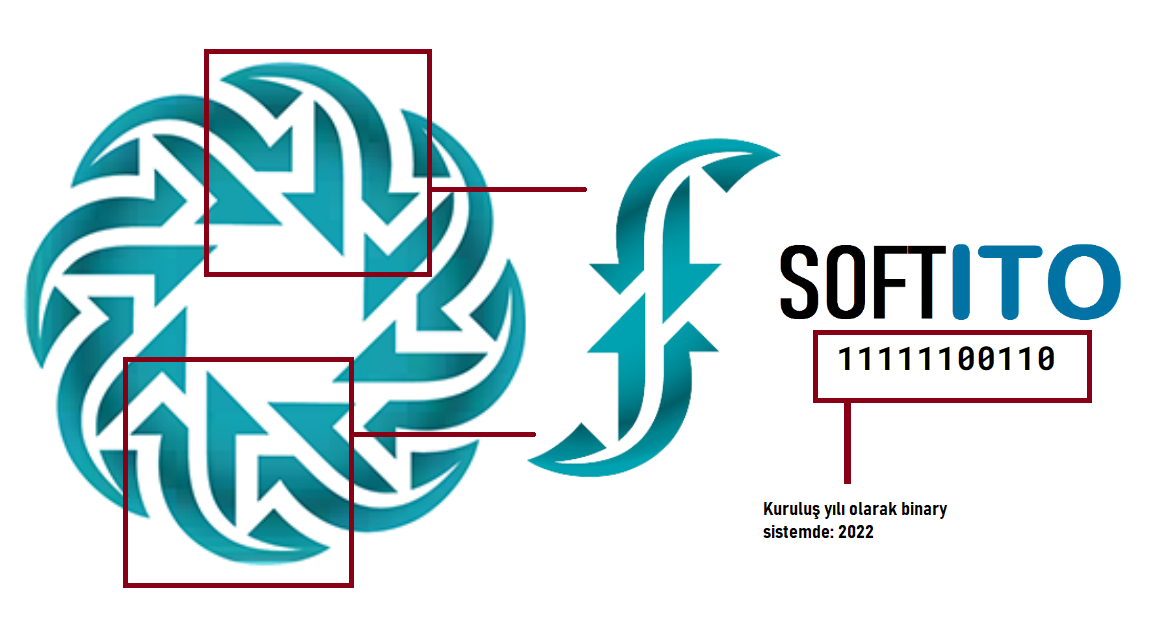 SOFTITO
11111100110
Kuruluş yılı olarak binary
sistemde: 2022